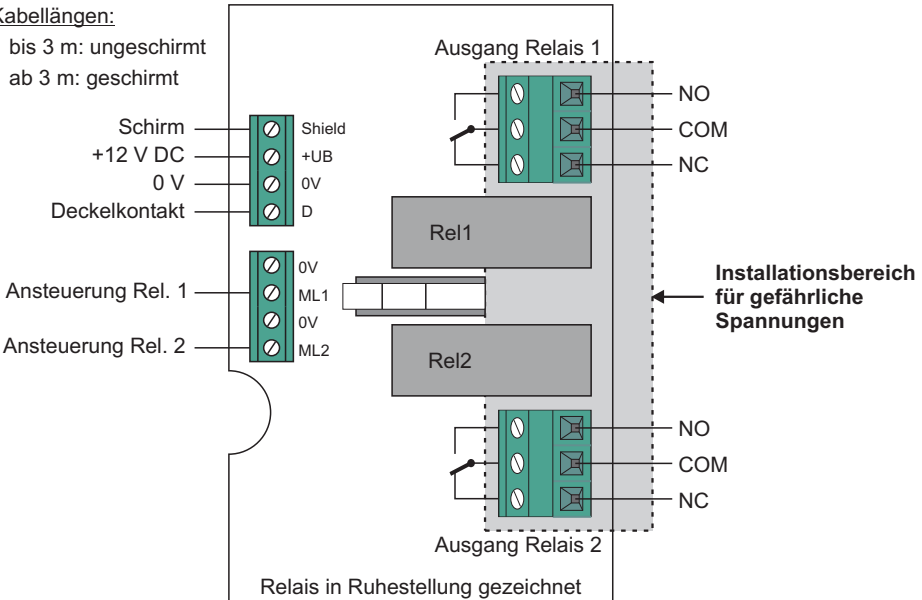 Kabellängen:
bis 3 m: ungeschirmt
ab 3 m: geschirmt
Ausgang Relais 1
NO
COM
NC
Schirm
Shield
+12 V DC
+UB
0 V
0V
Deckelkontakt
D
Rel1
0V
Ansteuerung Rel. 1
ML1
0V
Ansteuerung Rel. 2
ML2
Installationsbereich
für gefährliche
Spannungen
Rel2
NO
COM
NC
Ausgang Relais 2
Relais in Ruhestellung gezeichnet